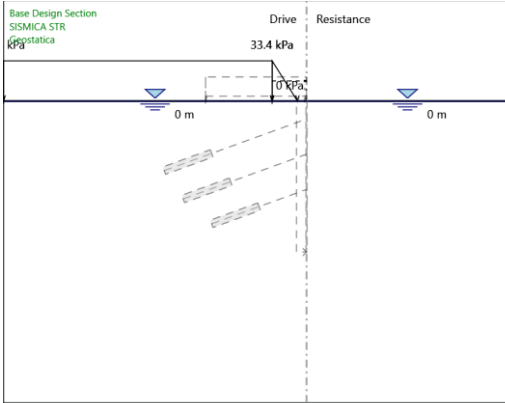 Base Design Section
SISMICA STR
Geostatica
kPa
33.4 kPa
Drive
Resistance
0 kPa
0 m
0 m